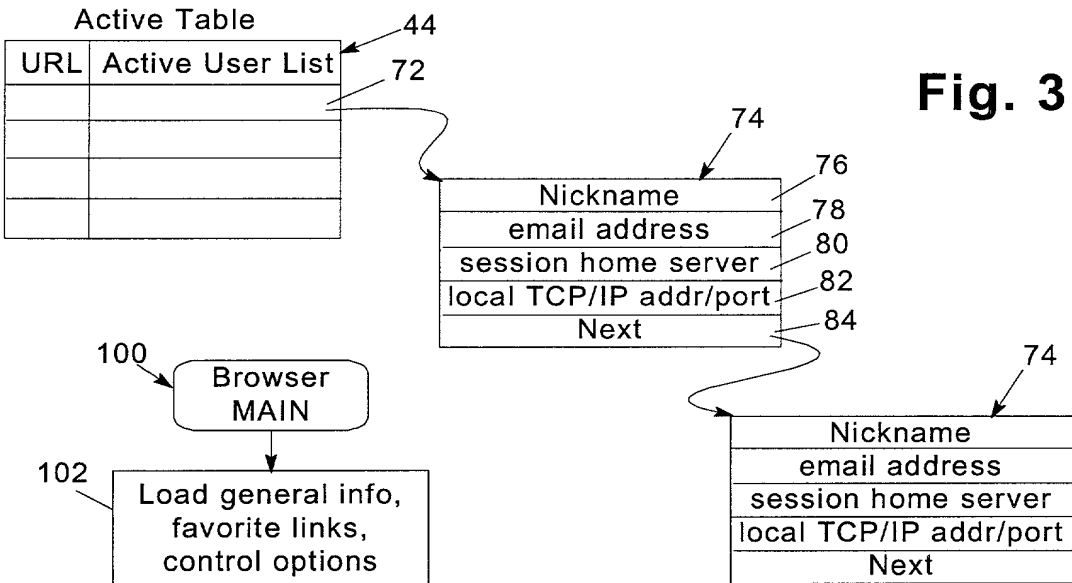 Active Table
44
URL Active User List
72
Fig. 3
74
Nickname
76
email address
78
session home server
80
local TCP/IP addr/port
82
Next
84
100
Browser
MAIN
102
Load general info,
favorite links,
control options
74
Nickname
email address
session home server
local TCP/IP addr/port
Next